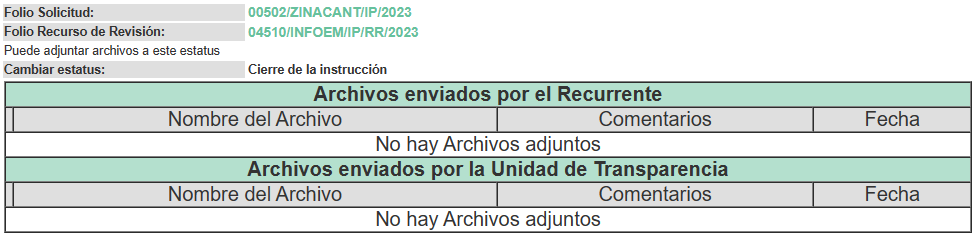 Folio Solicitud: 00502/ZINACANT/IP/2023
Folio Recurso de Revisión: 04510/INFOEM/IP/RR/2023
Puede adjuntar archivos a este estatus
Cambiar estatus: Cierre de la instrucción
Archivos enviados por el Recurrente
Nombre del Archivo Comentarios Fecha
No hay Archivos adjuntos
Archivos enviados por la Unidad de Transparencia
Nombre del Archivo Comentarios Fecha
No hay Archivos adjuntos